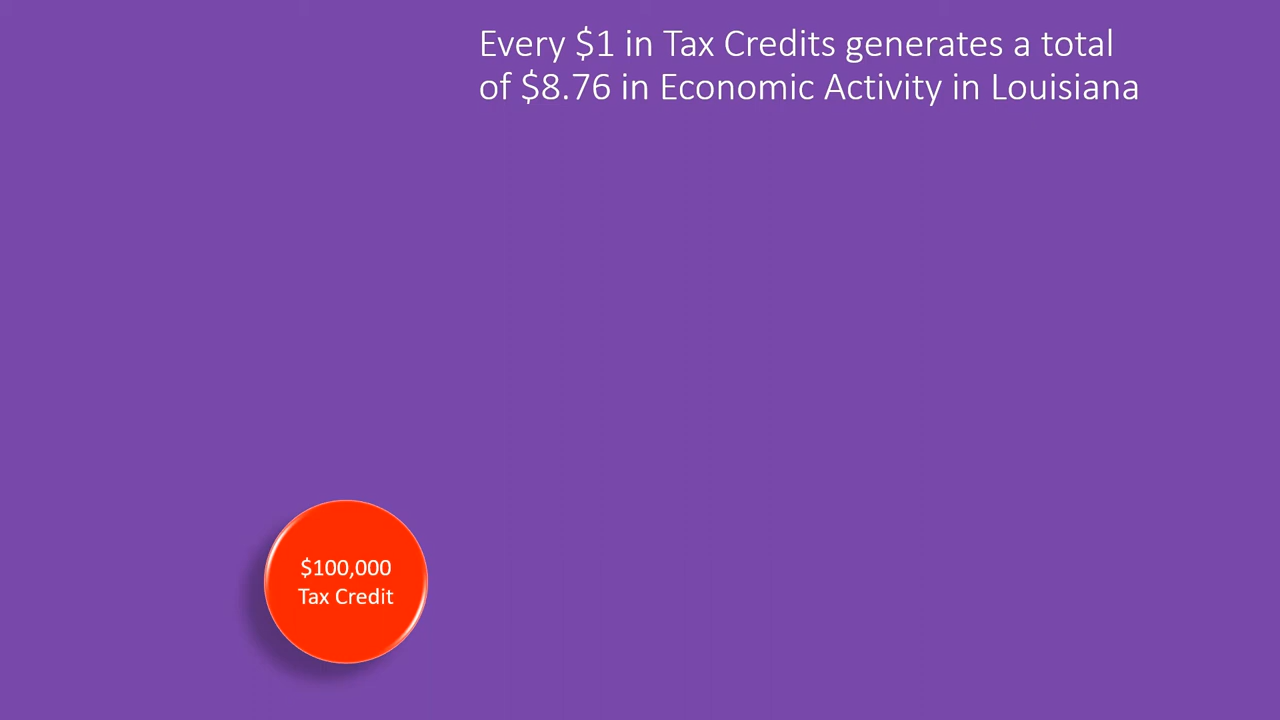 Every $1 in Tax Credits generates a total
of $8.76 in Economic Activity in Louisiana
$100,000
Tax Credit